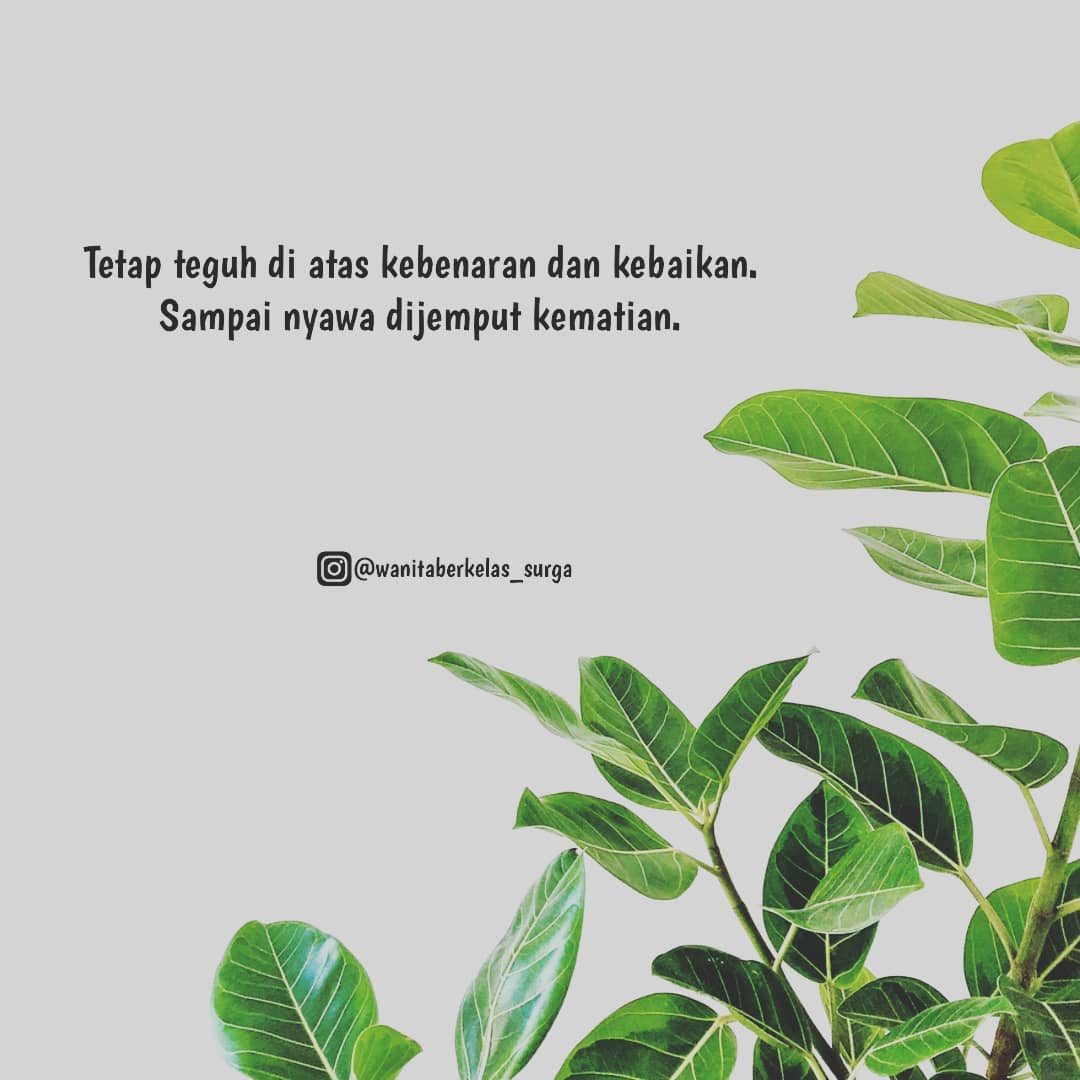 Tetap teguh di atas kebenaran dan kebaikan.
Sampai nyawa dijemput kematian.
@wanitaberkelas_surga